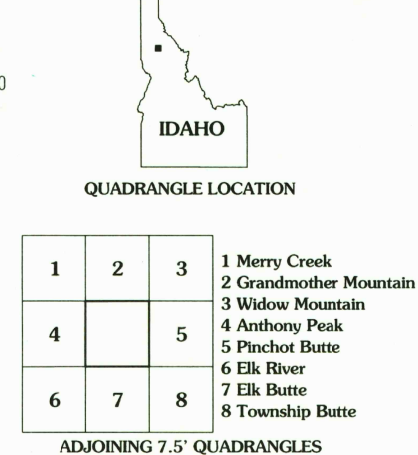 0
IDAHO
QUADRANGLE LOCATION
1 2 3
4 5
6 7 8
1 Merry Creek
2 Grandmother Mountain
3 Widow Mountain
4 Anthony Peak
5 Pinchot Butte
6 Elk River
7 Elk Butte
8 Township Butte
ADJOINING 7.5' QUADRANGLES